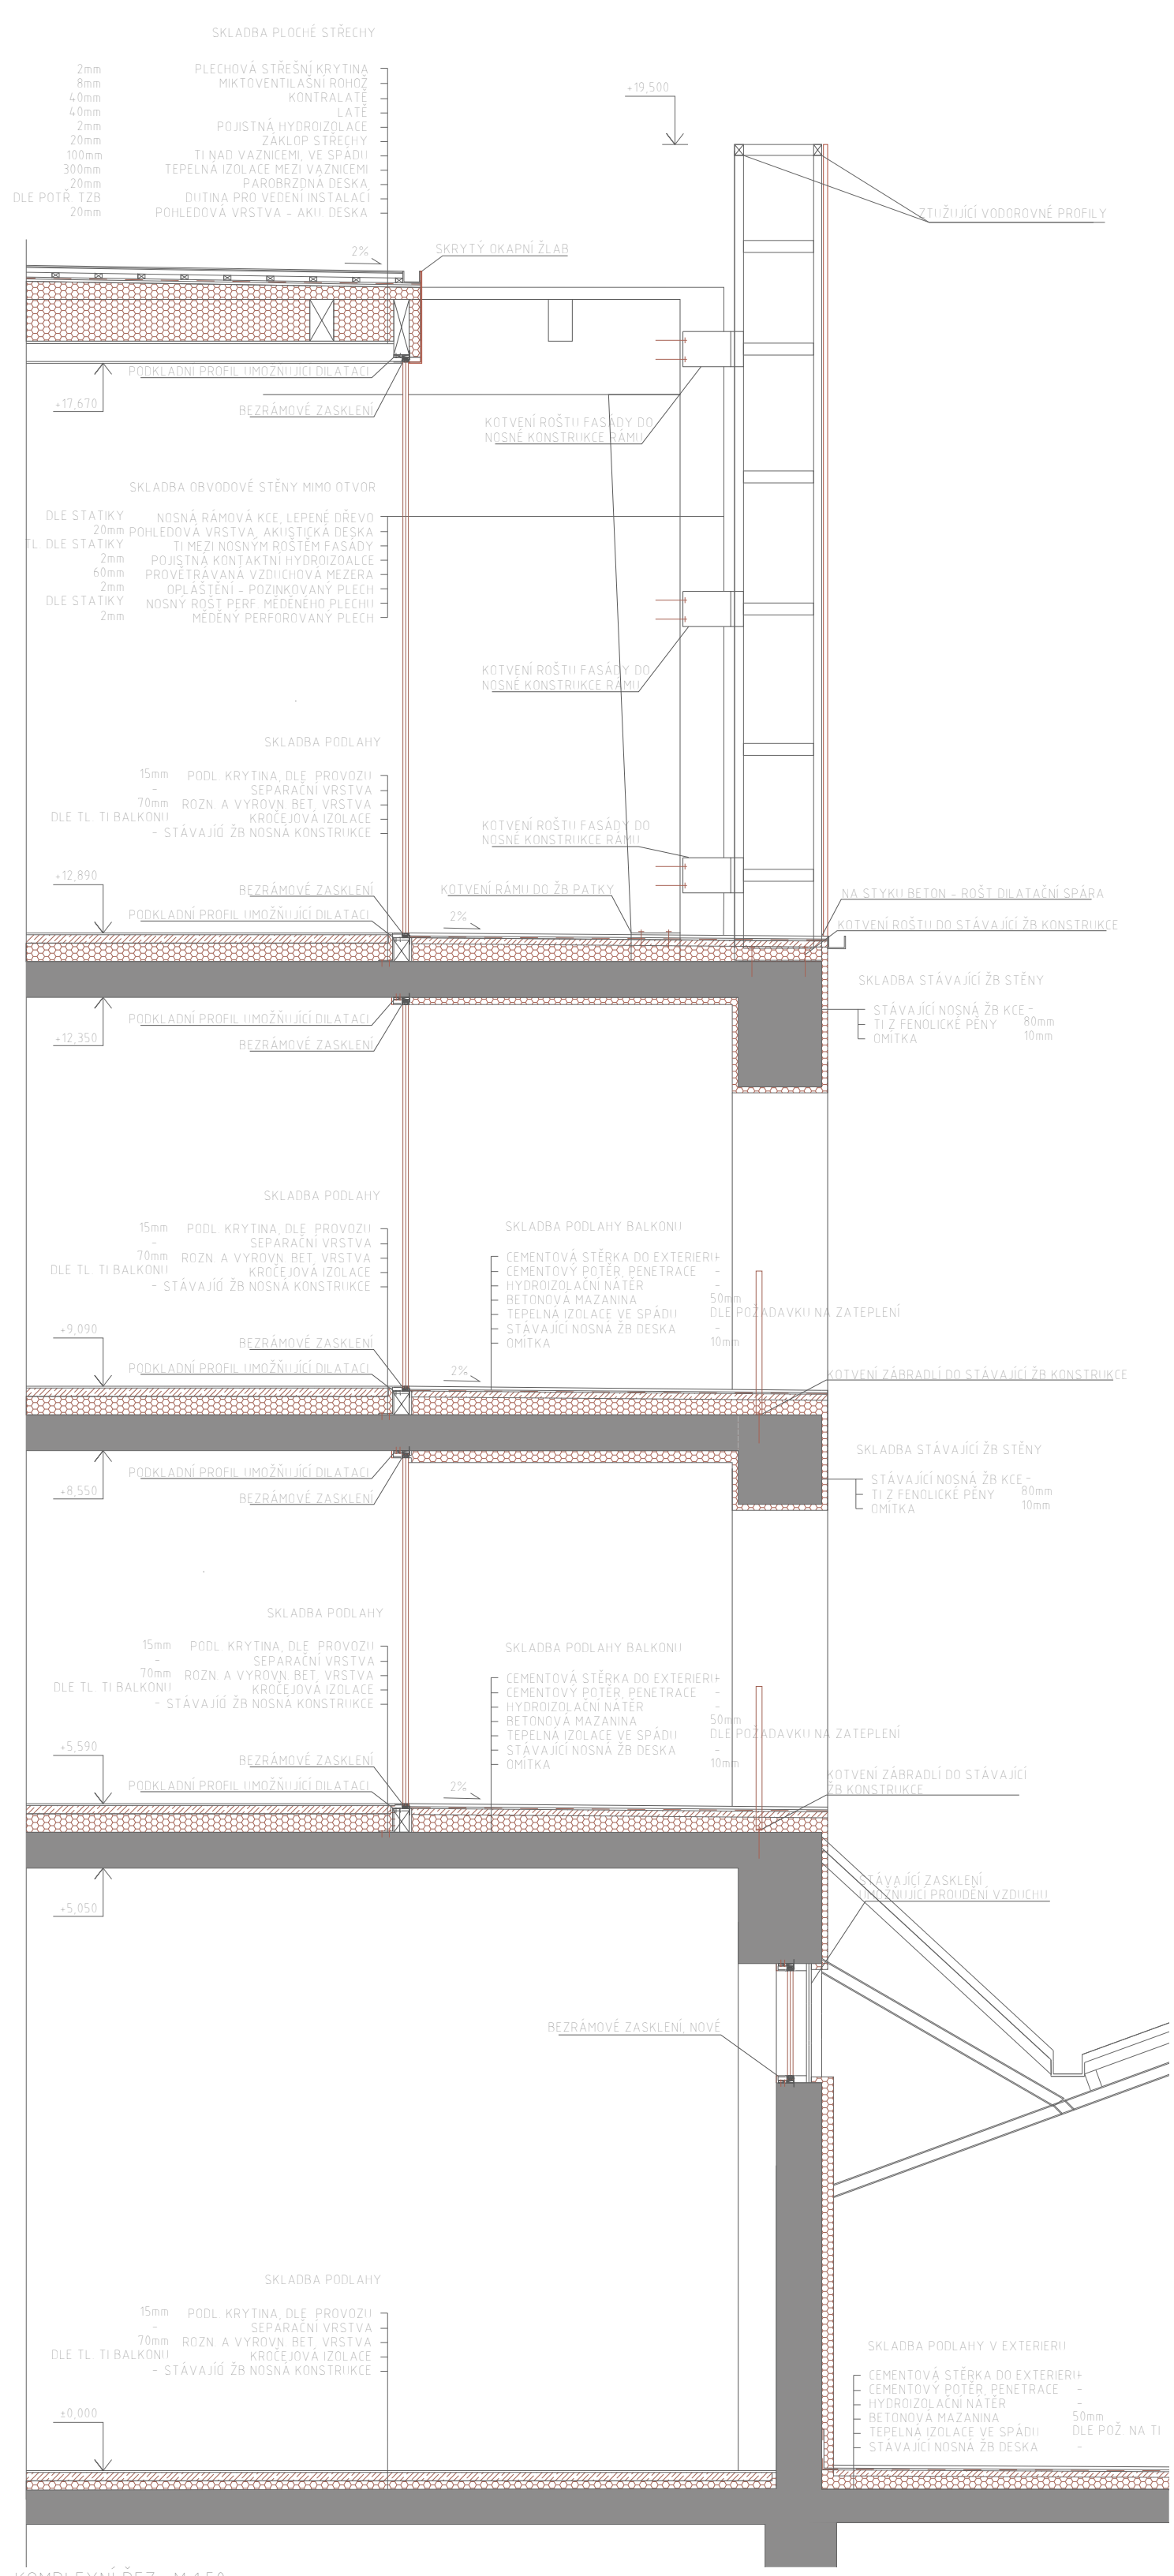 SKLADBA PLOCHÉ STŘECHY
2mm PLECHOVÁ STŘEŠNÍ KRYTINA
8mm MIKTOVENTILAŠNÍ ROHOŽ
40mm KONTRALATĚ
40mm LATĚ
2mm POJISTNÁ HYDROIZOLACE
20mm ZÁKLOP STŘECHY
100mm TI NAD VAZNICEMI, VE SPÁDU
300mm TEPELNÁ IZOLACE MEZI VAZNICEMI
20mm PAROBRZDNÁ DESKA
DLE POTŘ. TZB DUTINA PRO VEDENÍ INSTALACÍ
20mm POHLEDOVÁ VRSTVA - AKU. DESKA
+19,500
ZTUŽUJÍCÍ VODOROVNÉ PROFILY
2%
SKRYTÝ OKAPNÍ ŽLAB
PODKLADNÍ PROFIL UMOŽŇUJÍCÍ DILATACI
+17,670
BEZRÁMOVÉ ZASKLENÍ
KOTVENÍ ROŠTU FASÁDY DO
NOSNÉ KONSTRUKCE RÁMU
SKLADBA OBVODOVÉ STĚNY MIMO OTVOR
DLE STATIKY NOSNÁ RÁMOVÁ KCE, LEPENÉ DŘEVO
20mm POHLEDOVÁ VRSTVA, AKUSTICKÁ DESKA
TL. DLE STATIKY TI MEZI NOSNÝM ROŠTĚM FASÁDY
2mm POJISTNÁ KONTAKTNÍ HYDROIZOALCE
60mm PROVĚTRÁVANÁ VZDUCHOVÁ MEZERA
2mm OPLÁŠTĚNÍ - POZINKOVANÝ PLECH
DLE STATIKY NOSNÝ ROŠT PERF. MĚDĚNÉHO PLECHU
2mm MĚDĚNÝ PERFOROVANÝ PLECH
KOTVENÍ ROŠTU FASÁDY DO
NOSNÉ KONSTRUKCE RÁMU
SKLADBA PODLAHY
15mm PODL. KRYTINA, DLE. PROVOZU
- SEPARAČNÍ VRSTVA
70mm ROZN. A VYROVN. BET, VRSTVA
DLE TL. TI BALKONU KROČEJOVÁ IZOLACE
- STÁVAJÍCÍ ŽB NOSNÁ KONSTRUKCE
KOTVENÍ ROŠTU FASÁDY DO
NOSNÉ KONSTRUKCE RÁMU
+12,890
BEZRÁMOVÉ ZASKLENÍ
KOTVENÍ RÁMU DO ŽB PATKY
NA STYKU BETON - ROŠT DILATAČNÍ SPÁRA
PODKLADNÍ PROFIL UMOŽŇUJÍCÍ DILATACI
2%
KOTVENÍ ROŠTU DO STÁVAJÍCÍ ŽB KONSTRUKCE
SKLADBA STÁVAJÍCÍ ŽB STĚNY
STÁVAJÍCÍ NOSNÁ ŽB KCE -
TI Z FENOLICKÉ PĚNY 80mm
OMÍTKA 10mm
PODKLADNÍ PROFIL UMOŽŇUJÍCÍ DILATACI
+12,350
BEZRÁMOVÉ ZASKLENÍ
SKLADBA PODLAHY
15mm PODL. KRYTINA, DLE. PROVOZU
- SEPARAČNÍ VRSTVA
70mm ROZN. A VYROVN. BET, VRSTVA
DLE TL. TI BALKONU KROČEJOVÁ IZOLACE
- STÁVAJÍCÍ ŽB NOSNÁ KONSTRUKCE
SKLADBA PODLAHY BALKONU
CEMENTOVÁ STĚRKA DO EXTERIERU -
CEMENTOVÝ POTĚR, PENETRACE -
HYDROIZOLAČNÍ NÁTĚR -
BETONOVÁ MAZANINA 50mm
TEPELNÁ IZOLACE VE SPÁDU DLE POŽADAVKU NA ZATEPLENÍ
STÁVAJÍCÍ NOSNÁ ŽB DESKA -
OMÍTKA 10mm
+9,090
BEZRÁMOVÉ ZASKLENÍ
PODKLADNÍ PROFIL UMOŽŇUJÍCÍ DILATACI
2%
KOTVENÍ ZÁBRADLÍ DO STÁVAJÍCÍ ŽB KONSTRUKCE
SKLADBA STÁVAJÍCÍ ŽB STĚNY
STÁVAJÍCÍ NOSNÁ ŽB KCE -
TI Z FENOLICKÉ PĚNY 80mm
OMÍTKA 10mm
PODKLADNÍ PROFIL UMOŽŇUJÍCÍ DILATACI
+8,550
BEZRÁMOVÉ ZASKLENÍ
SKLADBA PODLAHY
15mm PODL. KRYTINA, DLE. PROVOZU
- SEPARAČNÍ VRSTVA
70mm ROZN. A VYROVN. BET, VRSTVA
DLE TL. TI BALKONU KROČEJOVÁ IZOLACE
- STÁVAJÍCÍ ŽB NOSNÁ KONSTRUKCE
SKLADBA PODLAHY BALKONU
CEMENTOVÁ STĚRKA DO EXTERIERU -
CEMENTOVÝ POTĚR, PENETRACE -
HYDROIZOLAČNÍ NÁTĚR -
BETONOVÁ MAZANINA 50mm
TEPELNÁ IZOLACE VE SPÁDU DLE POŽADAVKU NA ZATEPLENÍ
STÁVAJÍCÍ NOSNÁ ŽB DESKA -
OMÍTKA 10mm
+5,590
BEZRÁMOVÉ ZASKLENÍ
PODKLADNÍ PROFIL UMOŽŇUJÍCÍ DILATACI
2%
KOTVENÍ ZÁBRADLÍ DO STÁVAJÍCÍ
ŽB KONSTRUKCE
+5,050
STÁVAJÍCÍ ZASKLENÍ
UMOŽŇUJÍCÍ PROUDĚNÍ VZDUCHU
BEZRÁMOVÉ ZASKLENÍ, NOVÉ
SKLADBA PODLAHY
15mm PODL. KRYTINA, DLE. PROVOZU
- SEPARAČNÍ VRSTVA
70mm ROZN. A VYROVN. BET, VRSTVA
DLE TL. TI BALKONU KROČEJOVÁ IZOLACE
- STÁVAJÍCÍ ŽB NOSNÁ KONSTRUKCE
±0,000
SKLADBA PODLAHY V EXTERIERU
CEMENTOVÁ STĚRKA DO EXTERIERU -
CEMENTOVÝ POTĚR, PENETRACE -
HYDROIZOLAČNÍ NÁTĚR -
BETONOVÁ MAZANINA 50mm
TEPELNÁ IZOLACE VE SPÁDU DLE POŽ. NA TI
STÁVAJÍCÍ NOSNÁ ŽB DESKA -
KOMPLEXNÍ ŘEZ - M 1:50